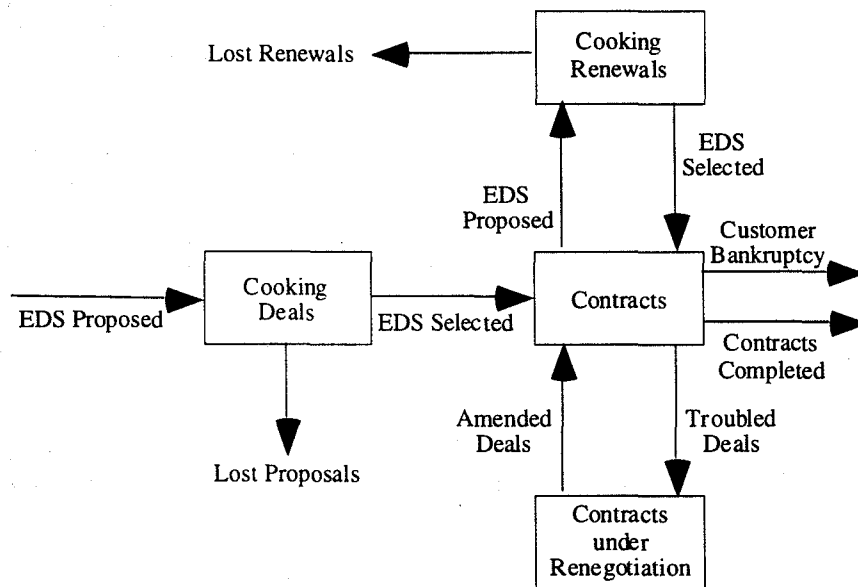 Cooking
Renewals
Lost Renewals
EDS
Selected
EDS
Proposed
Customer
Bankruptcy
Cooking
Deals
Contracts
EDS Proposed
EDS Selected
Contracts
Completed
Amended
Deals
Troubled
Deals
Lost Proposals
Contracts
under
Renegotiation